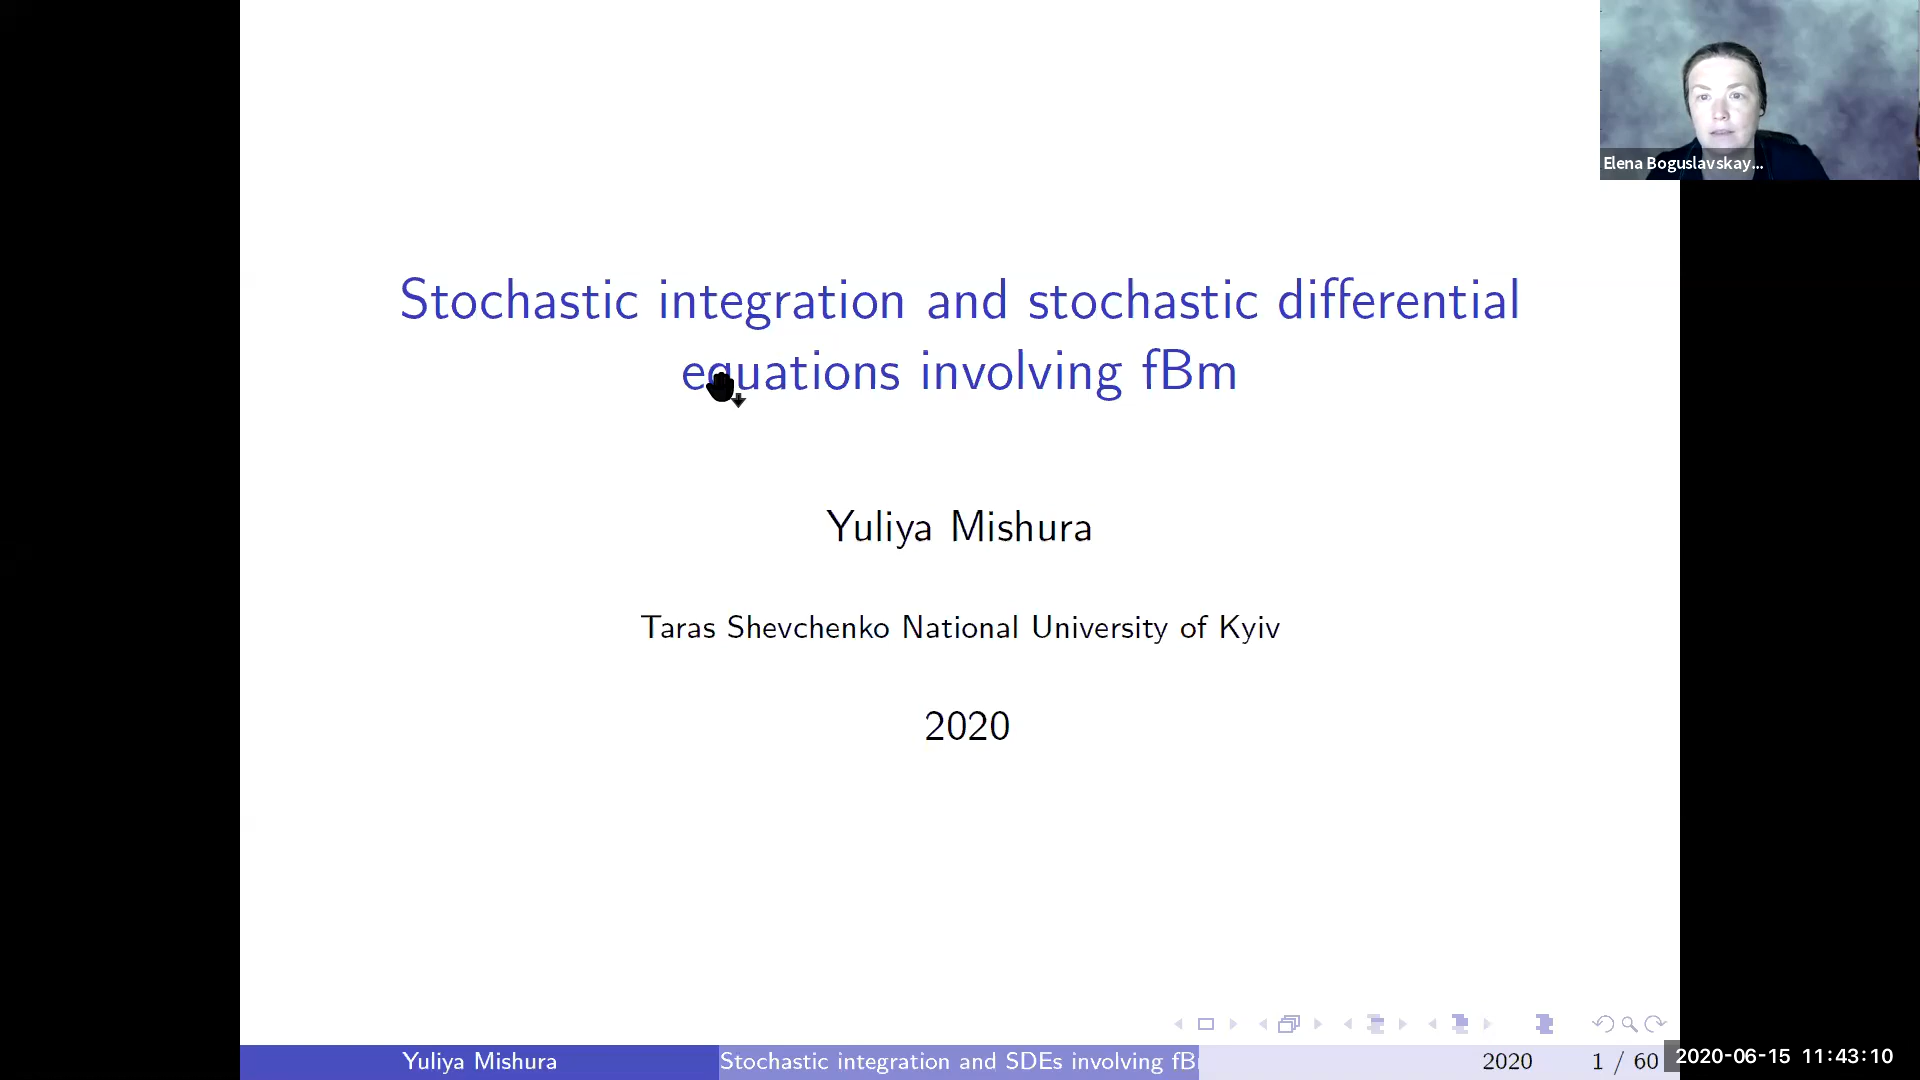 Elena Boguslavskay...
Stochastic integration and stochastic differential
equations involving fBm
Yuliya Mishura
Taras Shevchenko National University of Kyiv
2020
Yuliya Mishura
Stochastic integration and SDEs involving fB
2020
1 / 60
2020-06-15 11:43:10